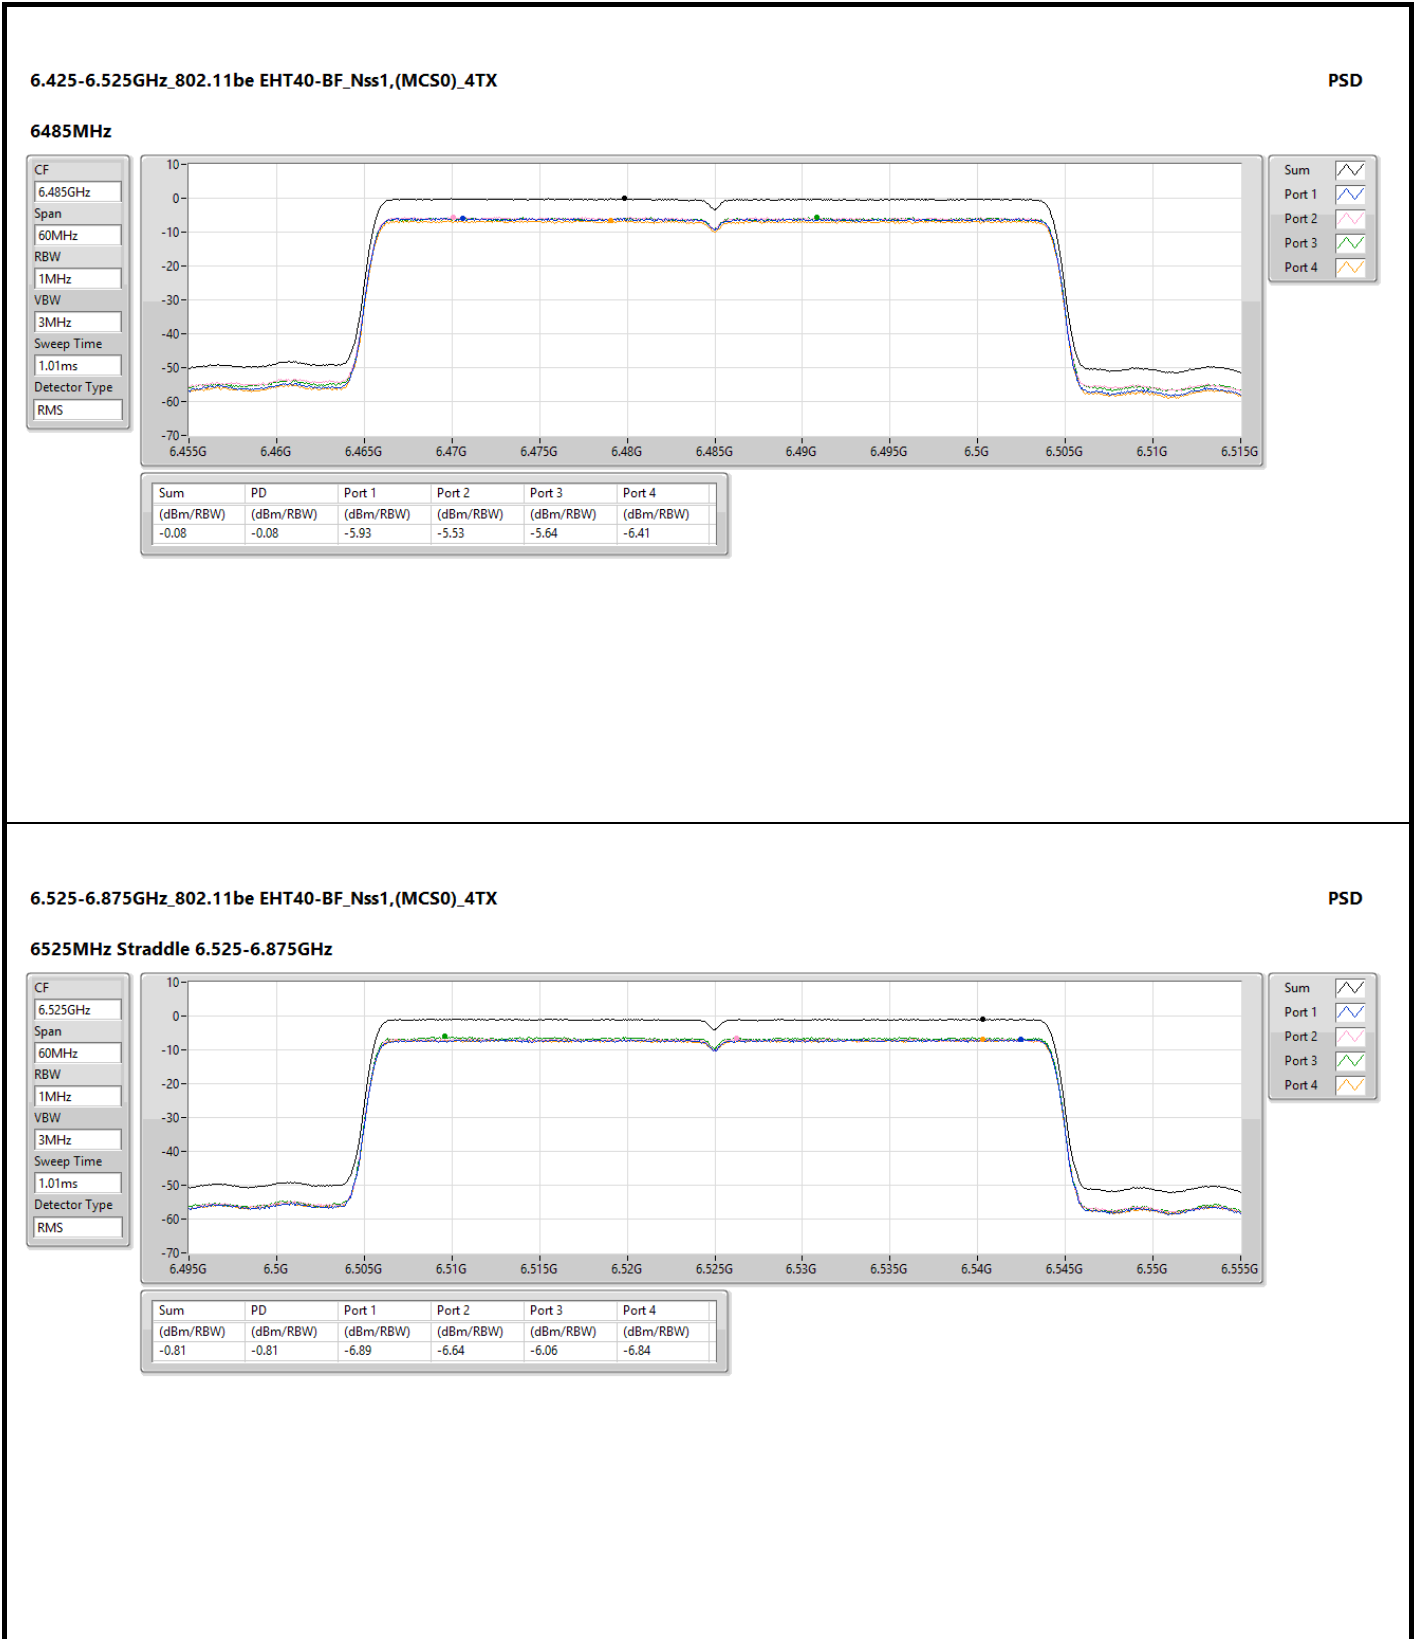 6.425-6.525GHz_802.11be EHT40-BF_Nss1,(MCS0)_4TX PSD
6485MHz
CF
6.485GHz
Span
60MHz
RBW
1MHz
VBW
3MHz
Sweep Time
1.01ms
Detector Type
RMS
10
0
-10
-20
-30
-40
-50
-60
-70
6.455G 6.46G 6.465G 6.47G 6.475G 6.48G 6.485G 6.49G 6.495G 6.5G 6.505G 6.51G 6.515G
Sum
Port 1
Port 2
Port 3
Port 4
Sum PD Port 1 Port 2 Port 3 Port 4
(dBm/RBW) (dBm/RBW) (dBm/RBW) (dBm/RBW) (dBm/RBW) (dBm/RBW)
-0.08 -0.08 -5.93 -5.53 -5.64 -6.41
6.525-6.875GHz_802.11be EHT40-BF_Nss1,(MCS0)_4TX PSD
6525MHz Straddle 6.525-6.875GHz
CF
6.525GHz
Span
60MHz
RBW
1MHz
VBW
3MHz
Sweep Time
1.01ms
Detector Type
RMS
10
0
-10
-20
-30
-40
-50
-60
-70
6.495G 6.5G 6.505G 6.51G 6.515G 6.52G 6.525G 6.53G 6.535G 6.54G 6.545G 6.55G 6.555G
Sum
Port 1
Port 2
Port 3
Port 4
Sum PD Port 1 Port 2 Port 3 Port 4
(dBm/RBW) (dBm/RBW) (dBm/RBW) (dBm/RBW) (dBm/RBW) (dBm/RBW)
-0.81 -0.81 -6.89 -6.64 -6.06 -6.84